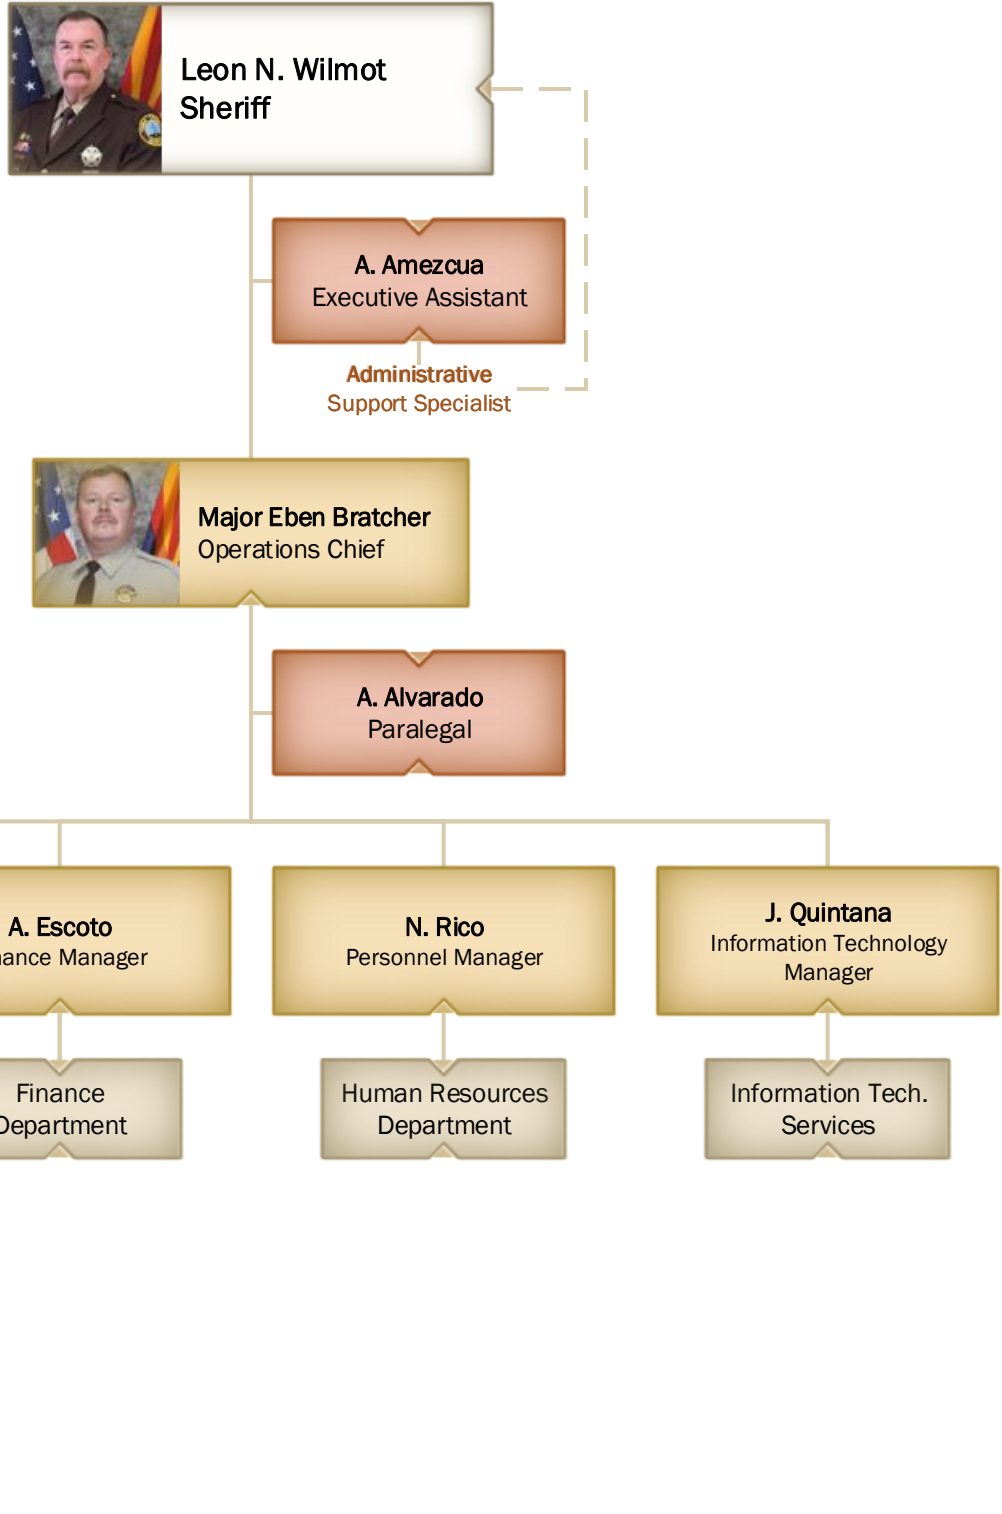 Leon N. Wilmot
Sheriff
A. Amezcua
Executive Assistant
Administrative
Support Specialist
Major Eben Bratcher
Operations Chief
A. Alvarado
Paralegal
A. Escoto
Manager
N. Rico
Personnel Manager
J. Quintana
Information Technology
Manager
Finance
Department
Human Resources
Department
Information Tech.
Services